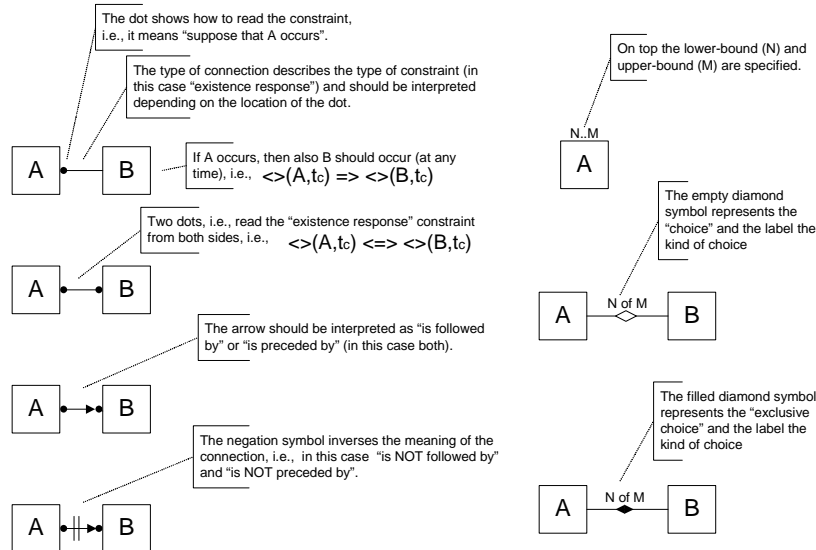 The dot shows how to read the constraint,
i.e., it means “suppose that A occurs”.
The type of connection describes the type of constraint (in
this case “existence response”) and should be interpreted
depending on the location of the dot.
A
B
If A occurs, then also B should occur (at any
time), i.e., <>(A,tc) => <>(B,tc)
Two dots, i.e., read the “existence response” constraint
from both sides, i.e., <>(A,tc) <=> <>(B,tc)
A
B
The arrow should be interpreted as “is followed
by” or “is preceded by” (in this case both).
A
B
The negation symbol inverses the meaning of the
connection, i.e., in this case “is NOT followed by”
and “is NOT preceded by”.
A
B
On top the lower-bound (N) and
upper-bound (M) are specified.
N..M
A
The empty diamond
symbol represents the
“choice” and the label the
kind of choice
N of M
A
B
The filled diamond symbol
represents the “exclusive
choice” and the label the
kind of choice
N of M
A
B